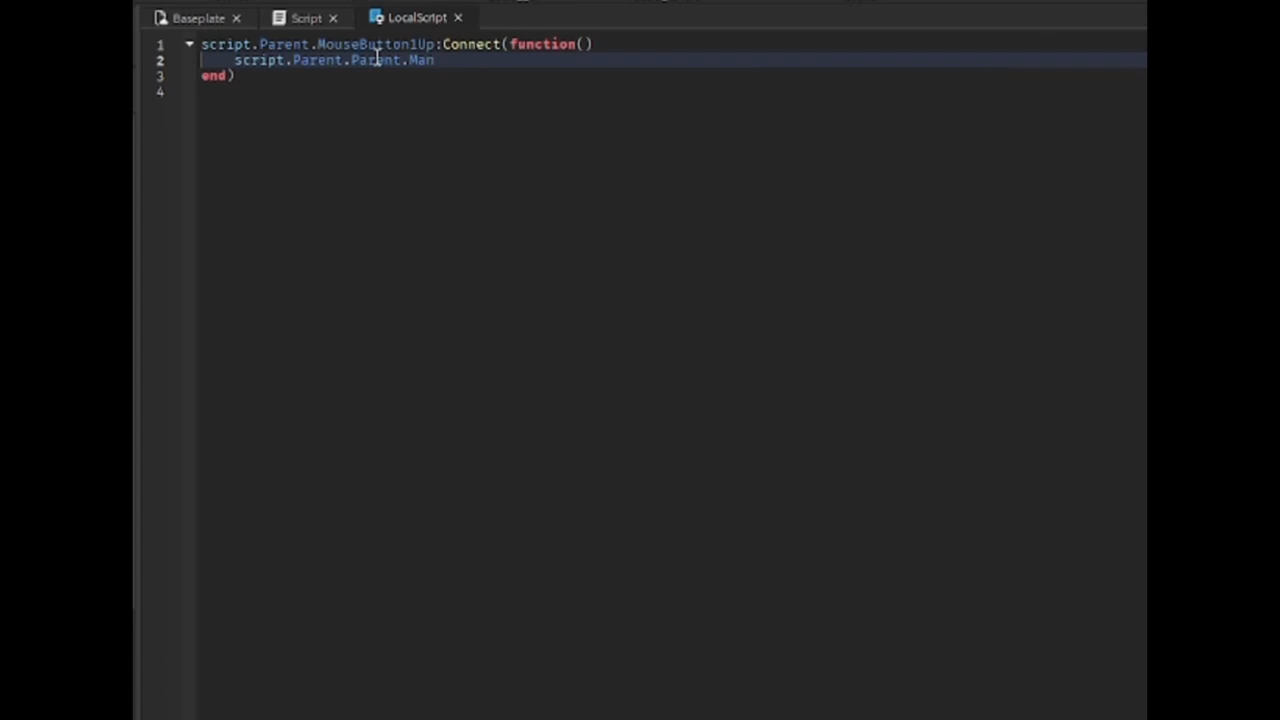 Baseplate Script LocalScript
1 script.Parent.MouseButton1Up:Connect(function()
2 script.Parent.Parent.Man
3 end)
4